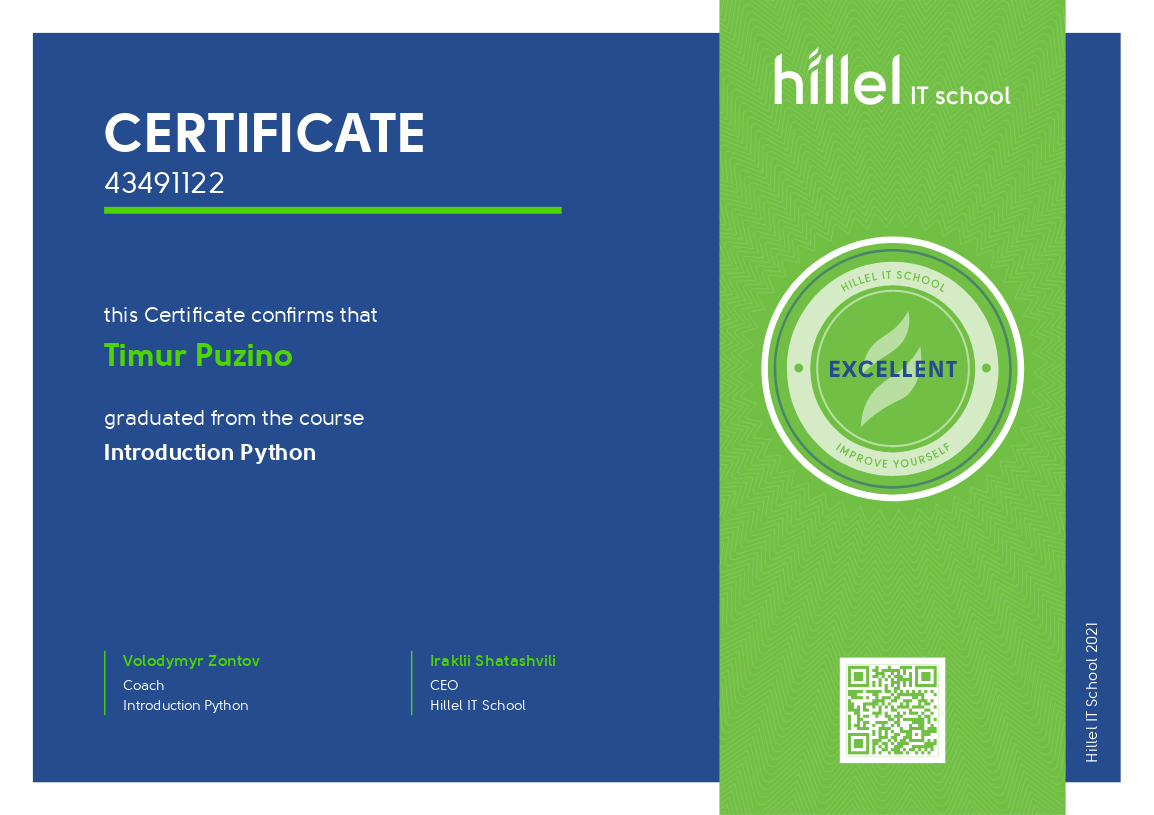 CERTIFICATE
43491122
this Certificate confirms that
Timur Puzino
graduated from the course
Introduction Python
Volodymyr Zontov
Coach
Introduction Python
Iraklii Shatashvili
CEO
Hillel IT School
hillel IT school
HILLEL IT SCHOOL
EXCELLENT
IMPROVE YOURSELF
Hillel IT School 2021